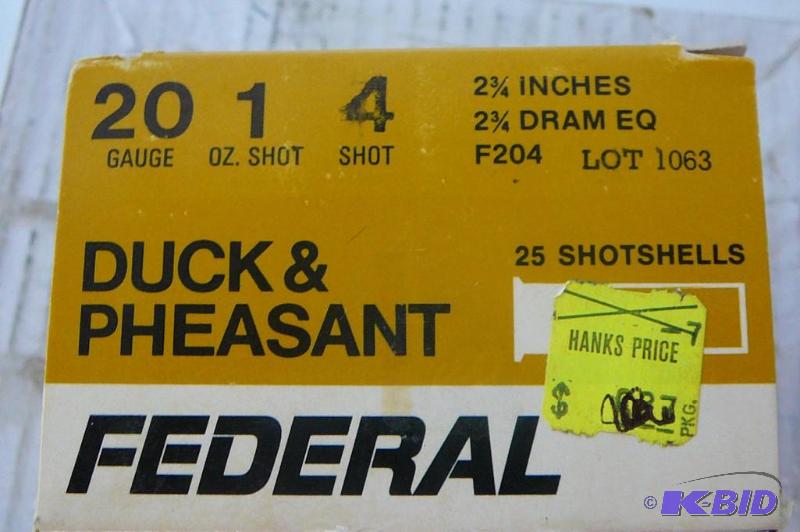 20 1 4
GAUGE OZ. SHOT SHOT
2¾ INCHES
2¾ DRAM EQ
F204 LOT 1063
DUCK &
PHEASANT
25 SHOTSHELLS
HANKS PRICE
$
PKG.
FEDERAL
© K-BID